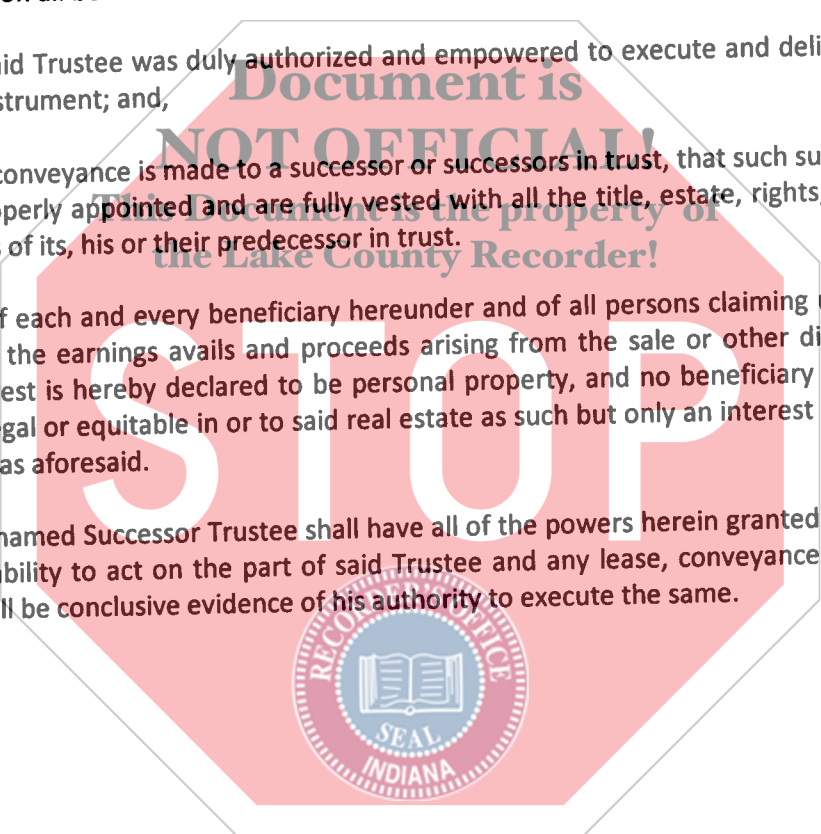 id Trustee was duly authorized and empowered to execute and deli
Document is
strument; and,
NOT OFFICIAL!
conveyance is made to a successor or successors in trust, that such su
operly appointed and are fully vested with all the title, estate, rights,
This Document is the property of
of its, his or their predecessor in trust.
the Lake County Recorder!
f each and every beneficiary hereunder and of all persons claiming
the earnings avails and proceeds arising from the sale or other di
est is hereby declared to be personal property, and no beneficiary
gal or equitable in or to said real estate as such but only an interest
as aforesaid.
STOP
named Successor Trustee shall have all of the powers herein granted
bility to act on the part of said Trustee and any lease, conveyance
ll be conclusive evidence of his authority to execute the same.
RECORDER'S OFFICE
SEAL
INDIANA